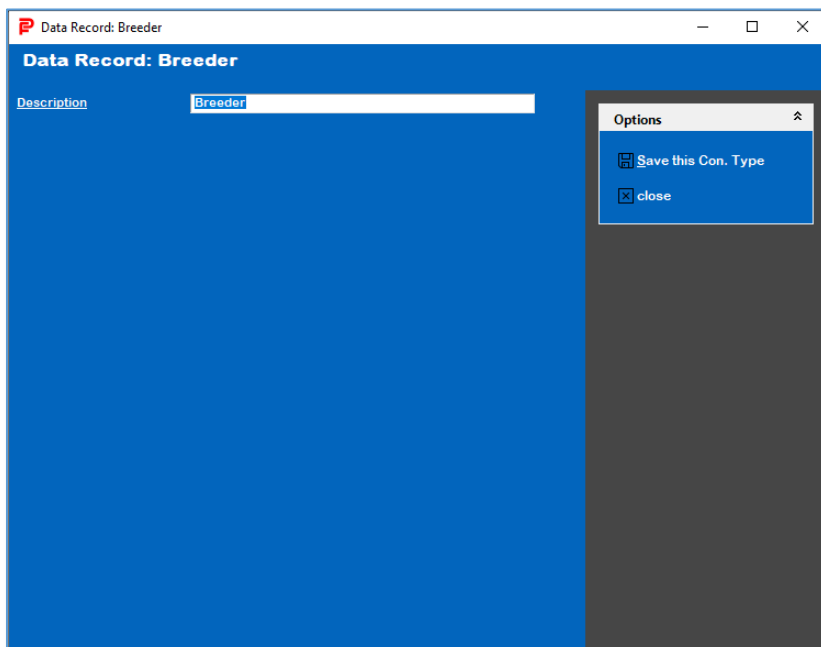 Data Record: Breeder
Data Record: Breeder
Description
Breeder
Options
Save this Con. Type
close